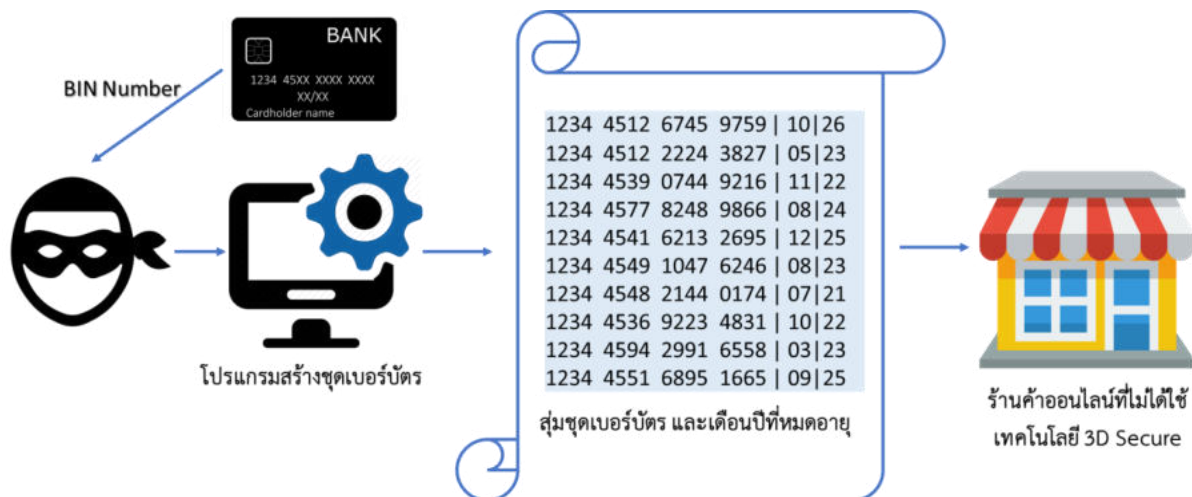 BANK
1234 45XX XXXX XXXX
XX/XX
Cardholder name
BIN Number
โปรแกรมสร้างชุดเบอร์บัตร
1234 4512 6745 9759 | 10|26
1234 4512 2224 3827 | 05|23
1234 4539 0744 9216 | 11|22
1234 4577 8248 9866 | 08|24
1234 4541 6213 2695 | 12|25
1234 4549 1047 6246 | 08|23
1234 4548 2144 0174 | 07|21
1234 4536 9223 4831 | 10|22
1234 4594 2991 6558 | 03|23
1234 4551 6895 1665 | 09|25
สุ่มชุดเบอร์บัตร และเดือนปีที่หมดอายุ
ร้านค้าออนไลน์ที่ไม่ได้ใช้
เทคโนโลยี 3D Secure